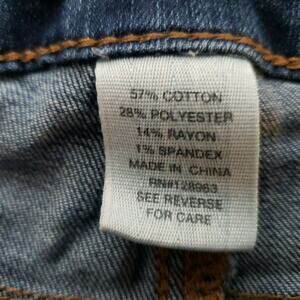 57% COTTON
28% POLYESTER
14% RAYON
1% SPANDEX
MADE IN CHINA
RN#128963
SEE REVERSE
FOR CARE